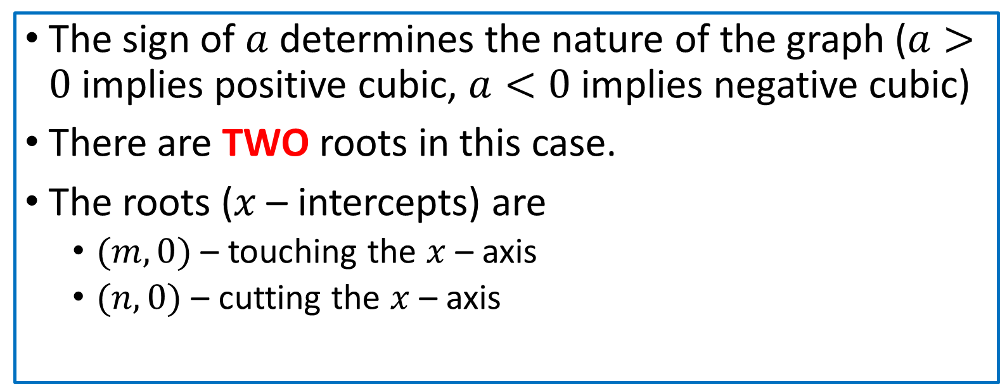 • The sign of 𝑎 determines the nature of the graph (𝑎 >
0 implies positive cubic, 𝑎 < 0 implies negative cubic)
• There are TWO roots in this case.
• The roots (𝑥 – intercepts) are
• (𝑚, 0) – touching the 𝑥 – axis
• (𝑛, 0) – cutting the 𝑥 – axis